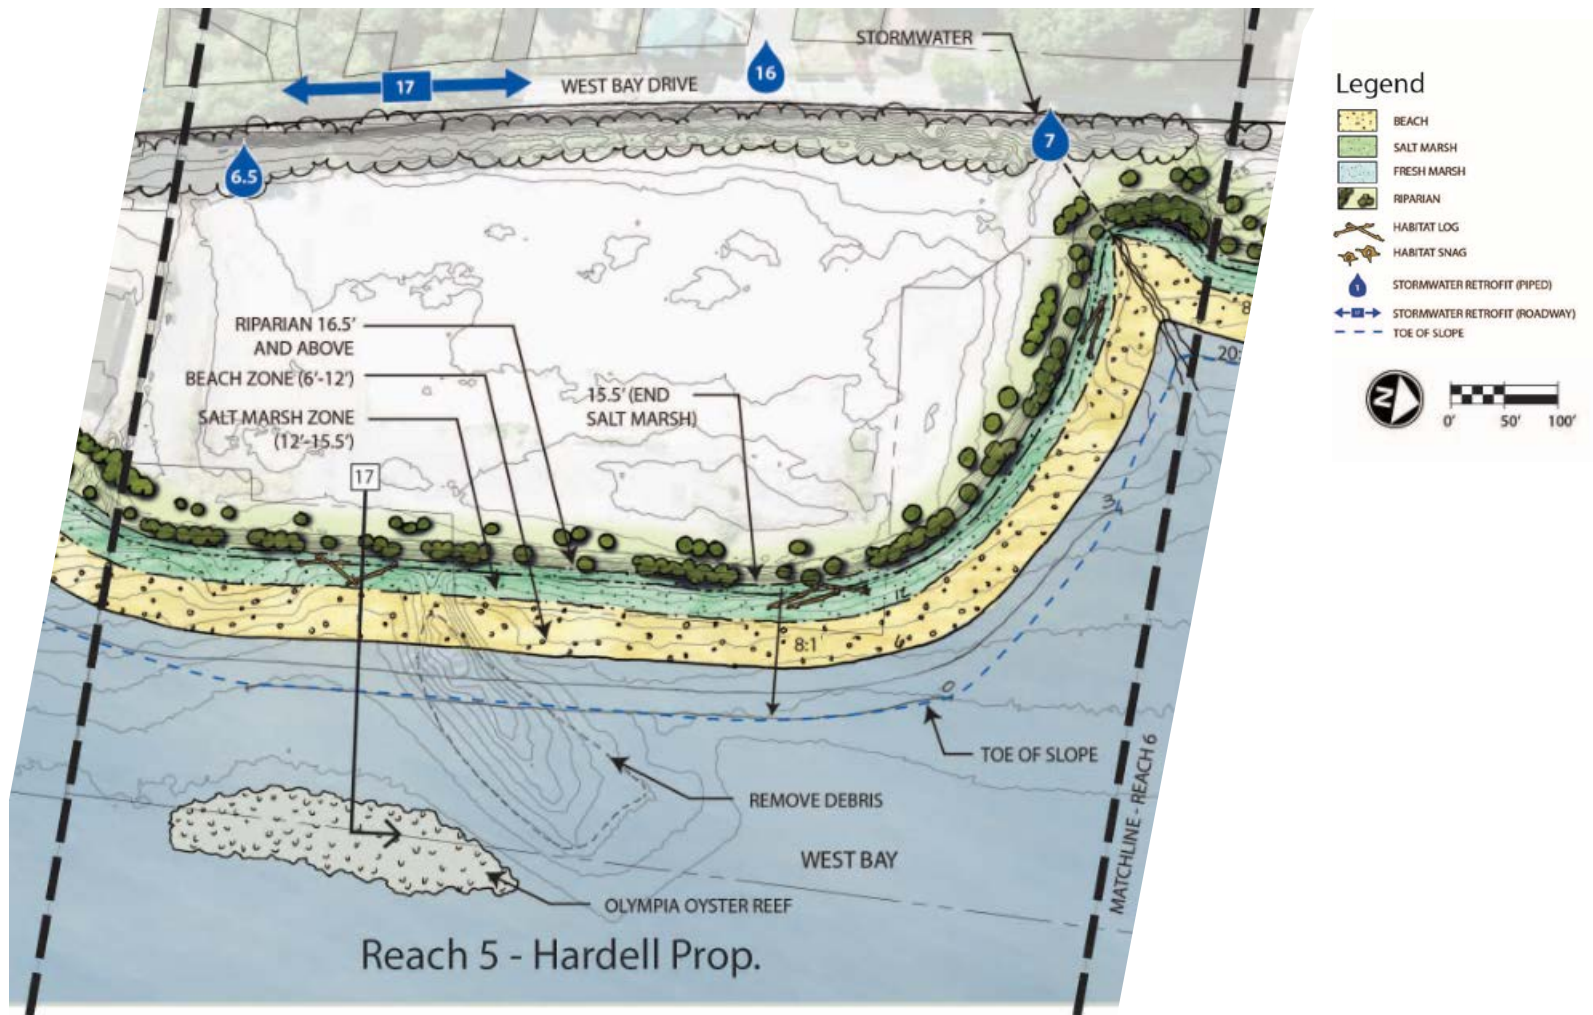 STORMWATER
16
17
WEST BAY DRIVE
7
6.5
RIPARIAN 16.5'
AND ABOVE
BEACH ZONE (6'-12')
SALT MARSH ZONE
(12'-15.5')
15.5' (END
SALT MARSH)
17
8
20:
3
12
6
8:1
0
TOE OF SLOPE
REMOVE DEBRIS
WEST BAY
OLYMPIA OYSTER REEF
MATCHLINE - REACH 6
Reach 5 - Hardell Prop.
Legend
BEACH
SALT MARSH
FRESH MARSH
RIPARIAN
HABITAT LOG
HABITAT SNAG
1
STORMWATER RETROFIT (PIPED)
STORMWATER RETROFIT (ROADWAY)
TOE OF SLOPE
N
0' 50' 100'